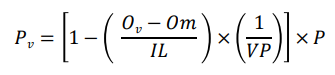 P_v = [1 − ( (O_v − Om) / IL ) × ( 1 / VP )] × P